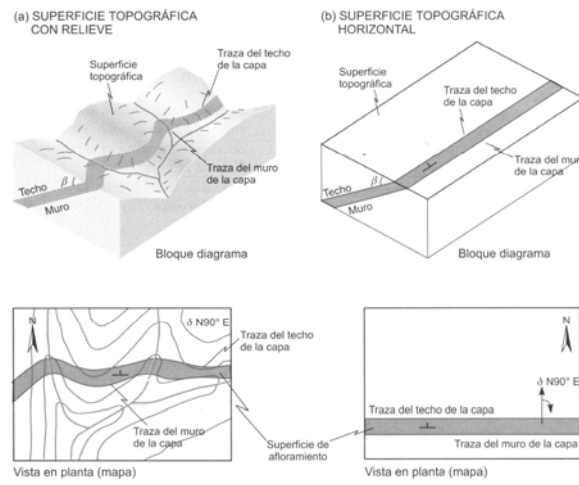 (a) SUPERFICIE TOPOGRÁFICA
CON RELIEVE
Superficie
topográfica
Traza del techo
de la capa
β
Techo
Muro
Traza del muro
de la capa
Bloque diagrama
(b) SUPERFICIE TOPOGRÁFICA
HORIZONTAL
Superficie
topográfica
Traza del techo
de la capa
β
Techo
Muro
Traza del muro
de la capa
Bloque diagrama
N
δ N90° E
Traza del techo
de la capa
Traza del muro
de la capa
Superficie de
afloramiento
Vista en planta (mapa)
N
δ N90° E
Traza del techo de la capa
Traza del muro de la capa
Vista en planta (mapa)